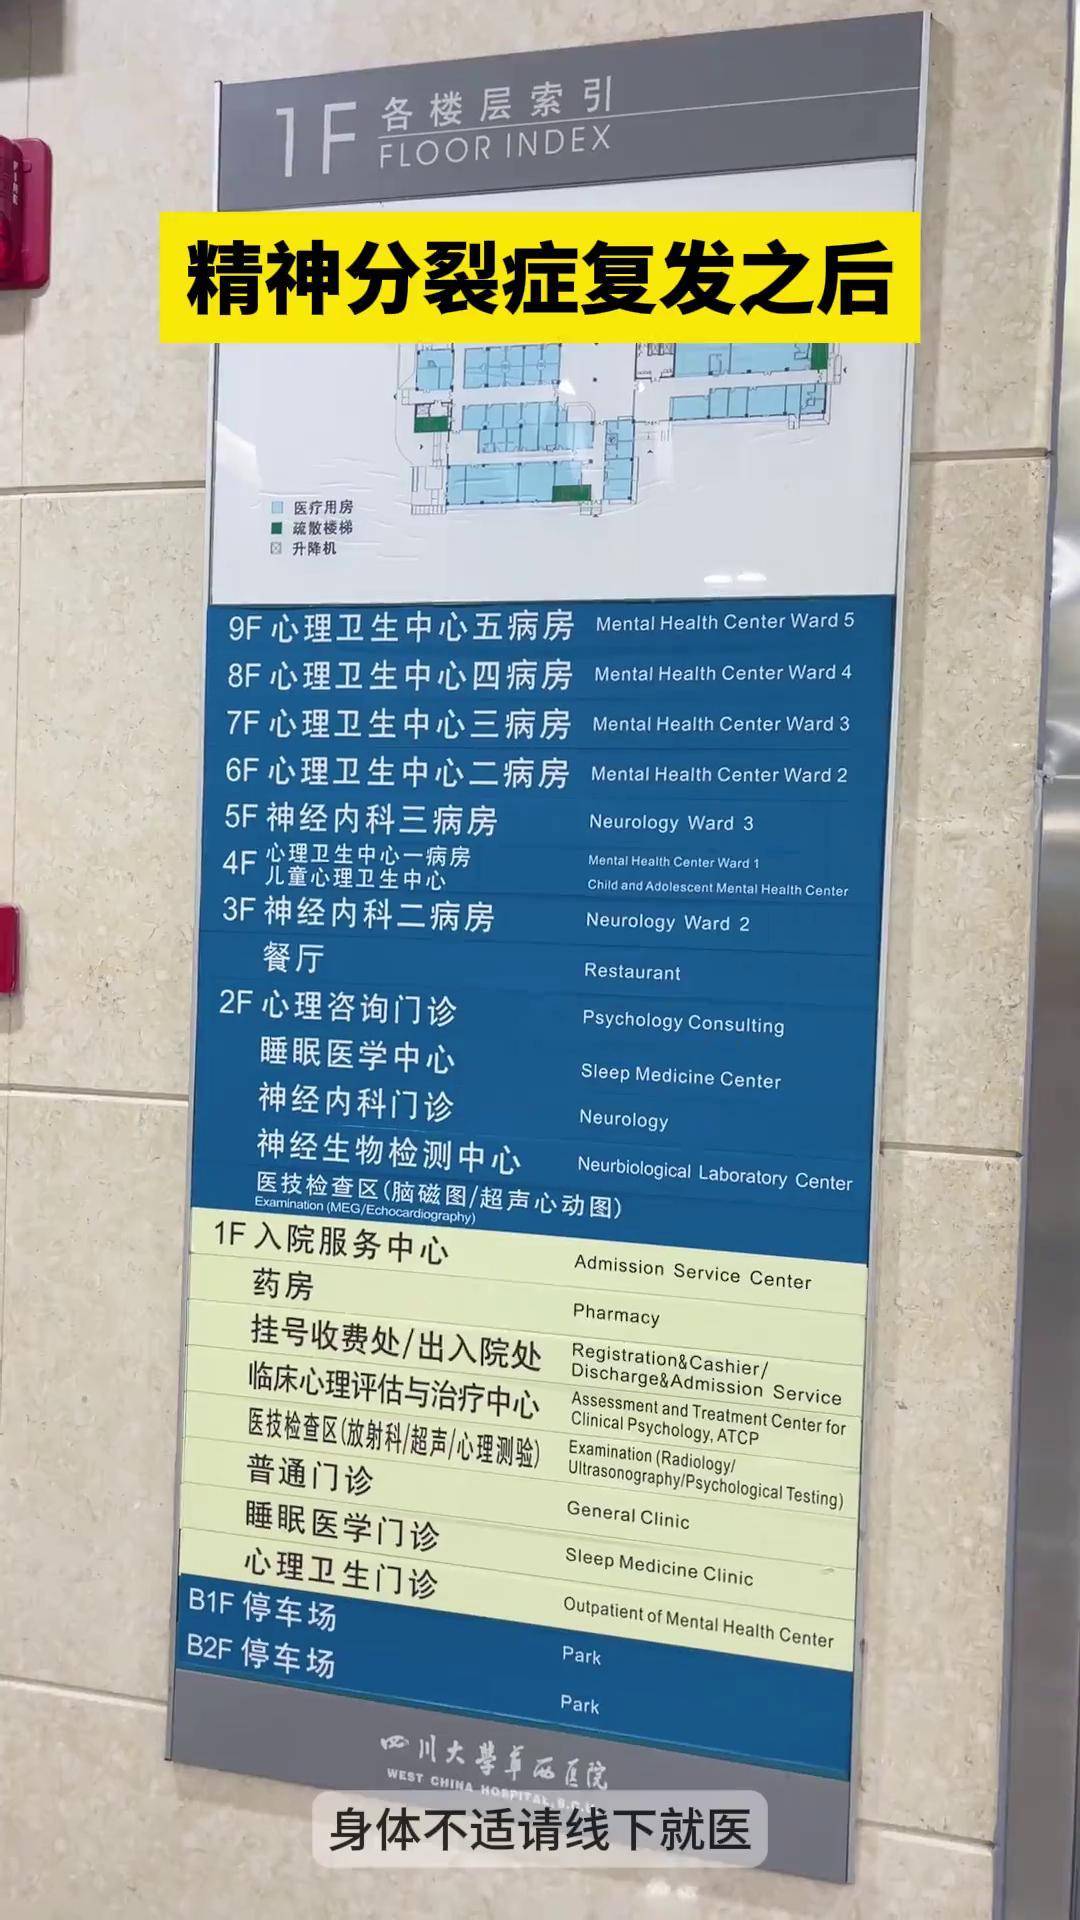 1F 各楼层索引
FLOOR INDEX
精神分裂症复发之后
医疗用房
疏散楼梯
升降机
9F 心理卫生中心五病房 Mental Health Center Ward 5
8F 心理卫生中心四病房 Mental Health Center Ward 4
7F 心理卫生中心三病房 Mental Health Center Ward 3
6F 心理卫生中心二病房 Mental Health Center Ward 2
5F 神经内科三病房 Neurology Ward 3
4F 心理卫生中心一病房 Mental Health Center Ward 1
儿童心理卫生中心 Child and Adolescent Mental Health Center
3F 神经内科二病房 Neurology Ward 2
餐厅 Restaurant
2F 心理咨询门诊 Psychology Consulting
睡眠医学中心 Sleep Medicine Center
神经内科门诊 Neurology
神经生物检测中心 Neurbiological Laboratory Center
医技检查区(脑磁图/超声心动图)
Examination (MEG/Echocardiography)
1F 入院服务中心 Admission Service Center
药房 Pharmacy
挂号收费处/出入院处 Registration&Cashier/
Discharge&Admission Service
临床心理评估与治疗中心 Assessment and Treatment Center for
Clinical Psychology, ATCP
医技检查区(放射科/超声/心理测验) Examination (Radiology/
Ultrasonography/Psychological Testing)
普通门诊 General Clinic
睡眠医学门诊 Sleep Medicine Clinic
心理卫生门诊 Outpatient of Mental Health Center
B1F 停车场 Park
B2F 停车场 Park
四川大學華西医院
WEST CHINA HOSPITAL, S.C.U
身体不适请线下就医